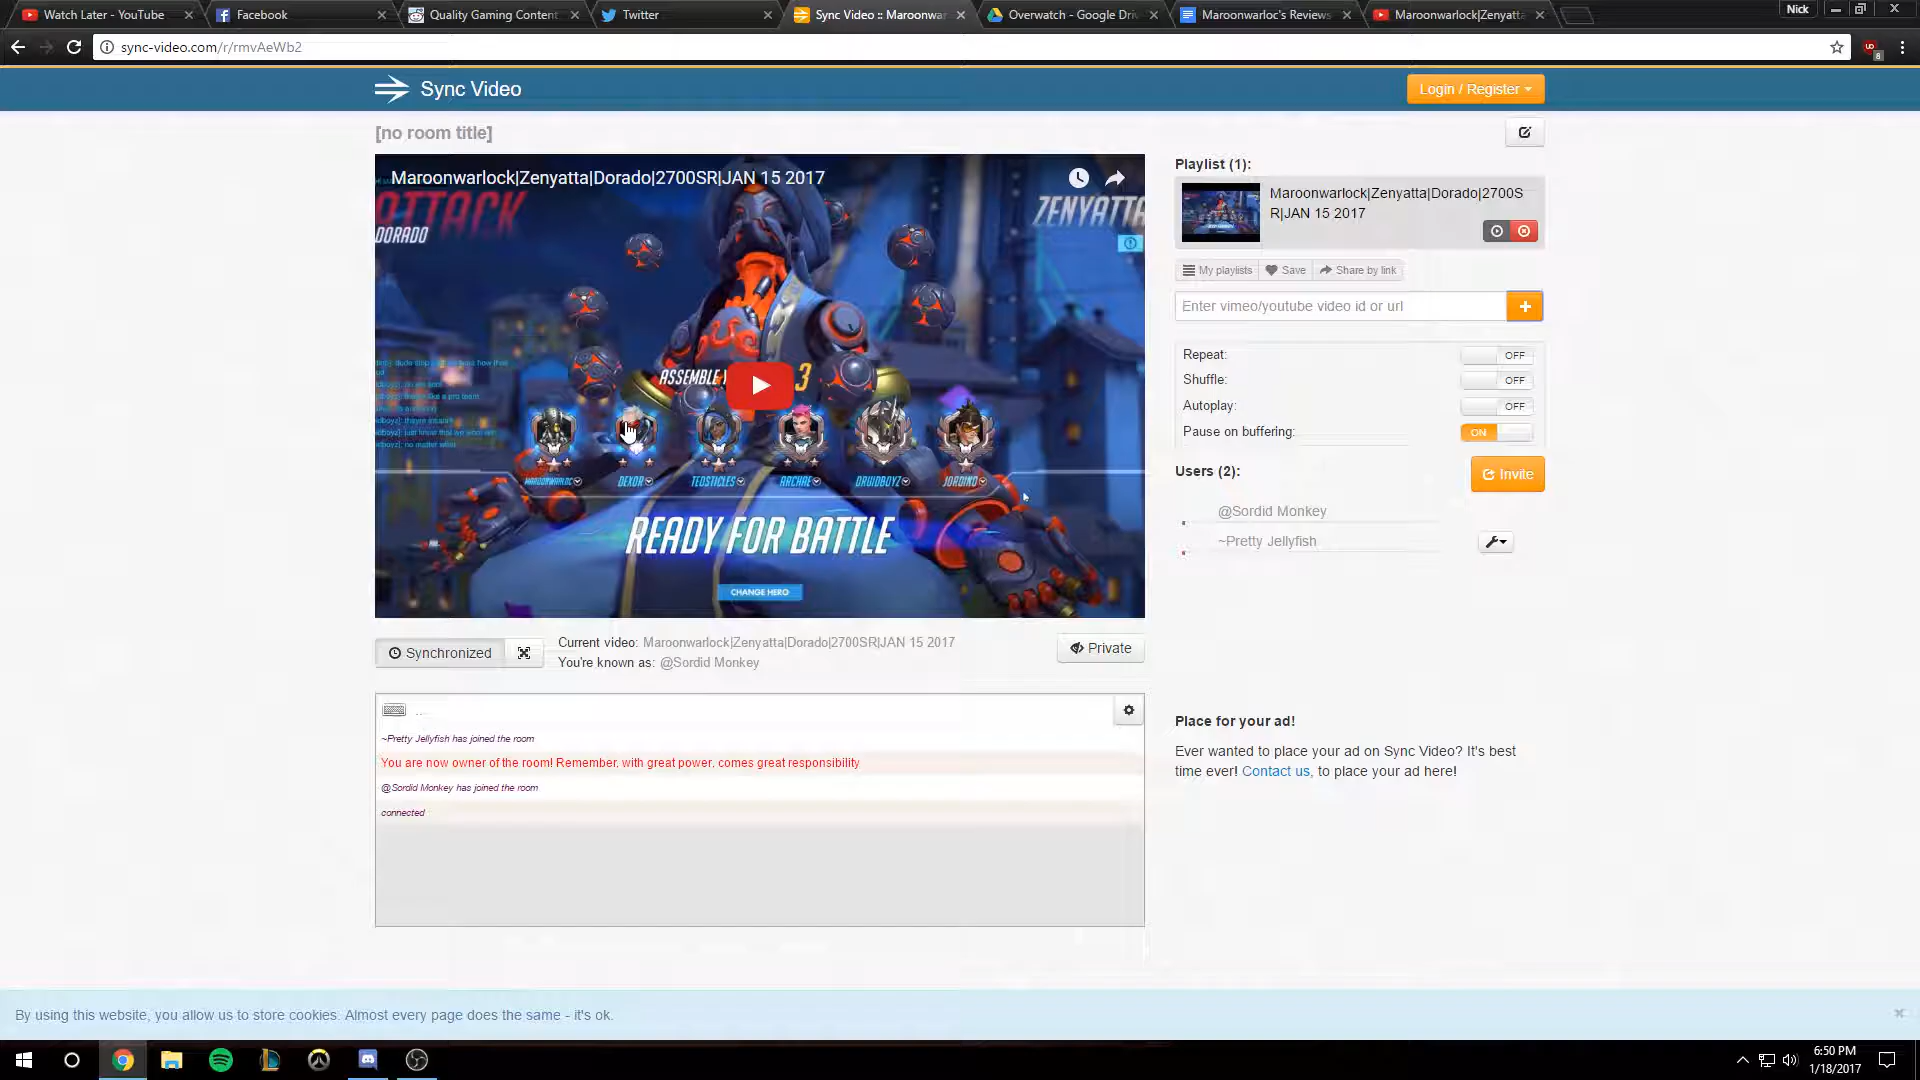 Watch Later - YouTube
Facebook
Quality Gaming Content
Twitter
Sync Video :: Maroonwar
Overwatch - Google Driv
Maroonwarloc's Reviews
Maroonwarlock|Zenyatta
Nick
sync-video.com/r/rmvAeWb2
8
Sync Video
Login / Register
[no room title]
Maroonwarlock|Zenyatta|Dorado|2700SR|JAN 15 2017
ATTACK
DORADO
ZENYATTA
ASSEMBLE Y
3
MAROONWARLOC
DEXOR
TEOSTICLES
ARCHAE
DRUIDBOYZ
JORDINO
READY FOR BATTLE
CHANGE HERO
Synchronized
Current video: Maroonwarlock|Zenyatta|Dorado|2700SR|JAN 15 2017
You're known as: @Sordid Monkey
Private
...
~Pretty Jellyfish has joined the room
You are now owner of the room! Remember, with great power, comes great responsibility
@Sordid Monkey has joined the room
connected
Playlist (1):
Maroonwarlock|Zenyatta|Dorado|2700S
R|JAN 15 2017
My playlists
Save
Share by link
Enter vimeo/youtube video id or url
Repeat:
OFF
Shuffle:
OFF
Autoplay:
OFF
Pause on buffering:
ON
Users (2):
Invite
@Sordid Monkey
~Pretty Jellyfish
Place for your ad!
Ever wanted to place your ad on Sync Video? It's best
time ever! Contact us, to place your ad here!
By using this website, you allow us to store cookies. Almost every page does the same - it's ok.
6:50 PM
1/18/2017